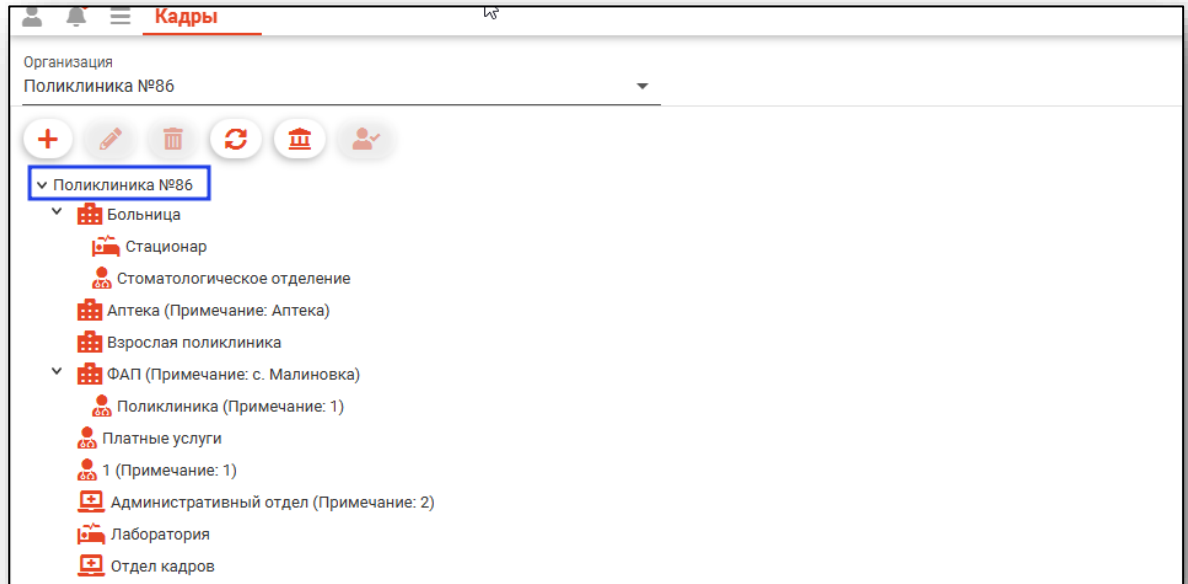 Кадры
Организация
Поликлиника №86
Поликлиника №86
Больница
Стационар
Стоматологическое отделение
Аптека (Примечание: Аптека)
Взрослая поликлиника
ФАП (Примечание: с. Малиновка)
Поликлиника (Примечание: 1)
Платные услуги
1 (Примечание: 1)
Административный отдел (Примечание: 2)
Лаборатория
Отдел кадров